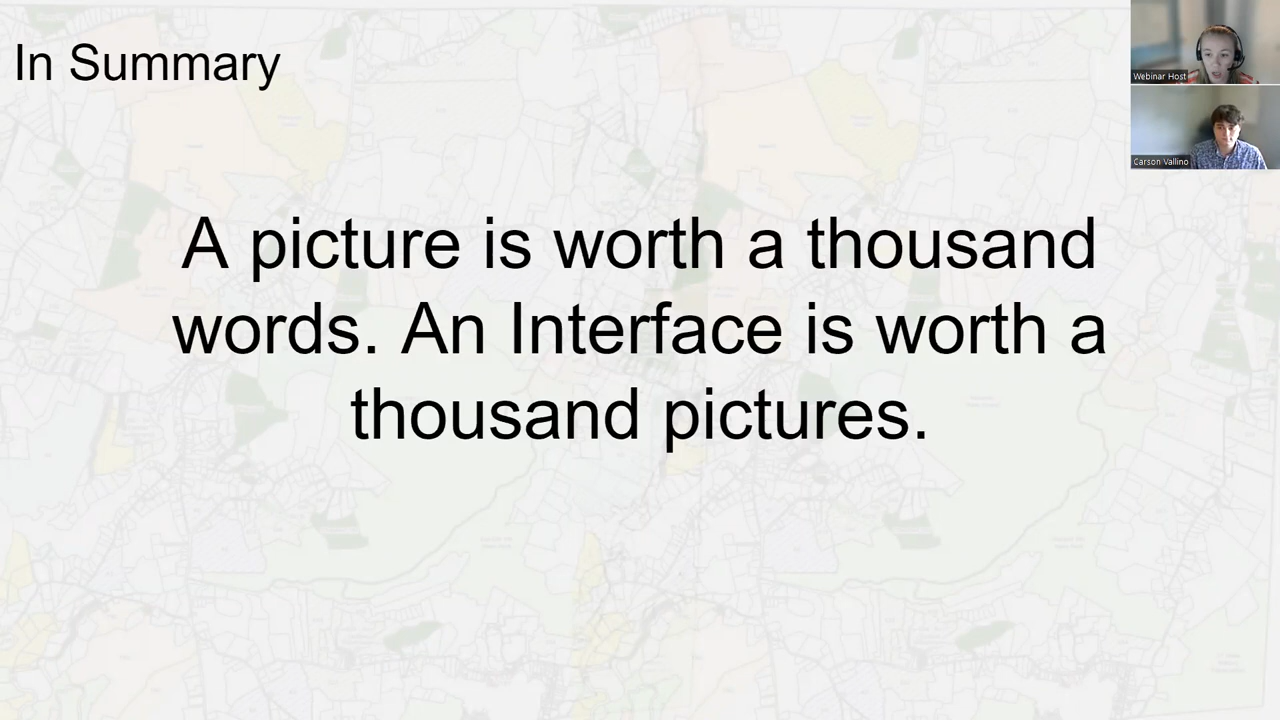 In Summary
Webinar Host
Carson Vallino
A picture is worth a thousand
words. An Interface is worth a
thousand pictures.